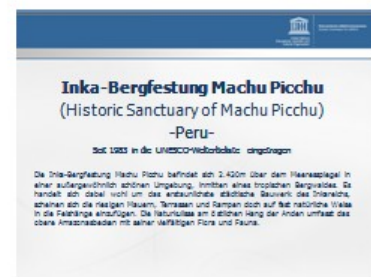 Inka-Bergfestung Machu Picchu
(Historic Sanctuary of Machu Picchu)
-Peru-
Seit 1983 in die UNESCO-Welterbeliste eingetragen
Die Inka-Bergfestung Machu Picchu befindet sich 2.430m über dem Meeresspiegel in
einer außergewöhnlich schönen Umgebung, inmitten eines tropischen Bergwaldes. Es
handelt sich dabei wohl um das erstaunlichste städtische Bauwerk des Inkareichs,
scheinen sich die riesigen Mauern, Terrassen und Rampen doch auf fast natürliche Weise
in die Felshänge einzufügen. Die Naturkulisse am östlichen Hang der Anden umfasst das
obere Amazonasbecken mit seiner vielfältigen Flora und Fauna.